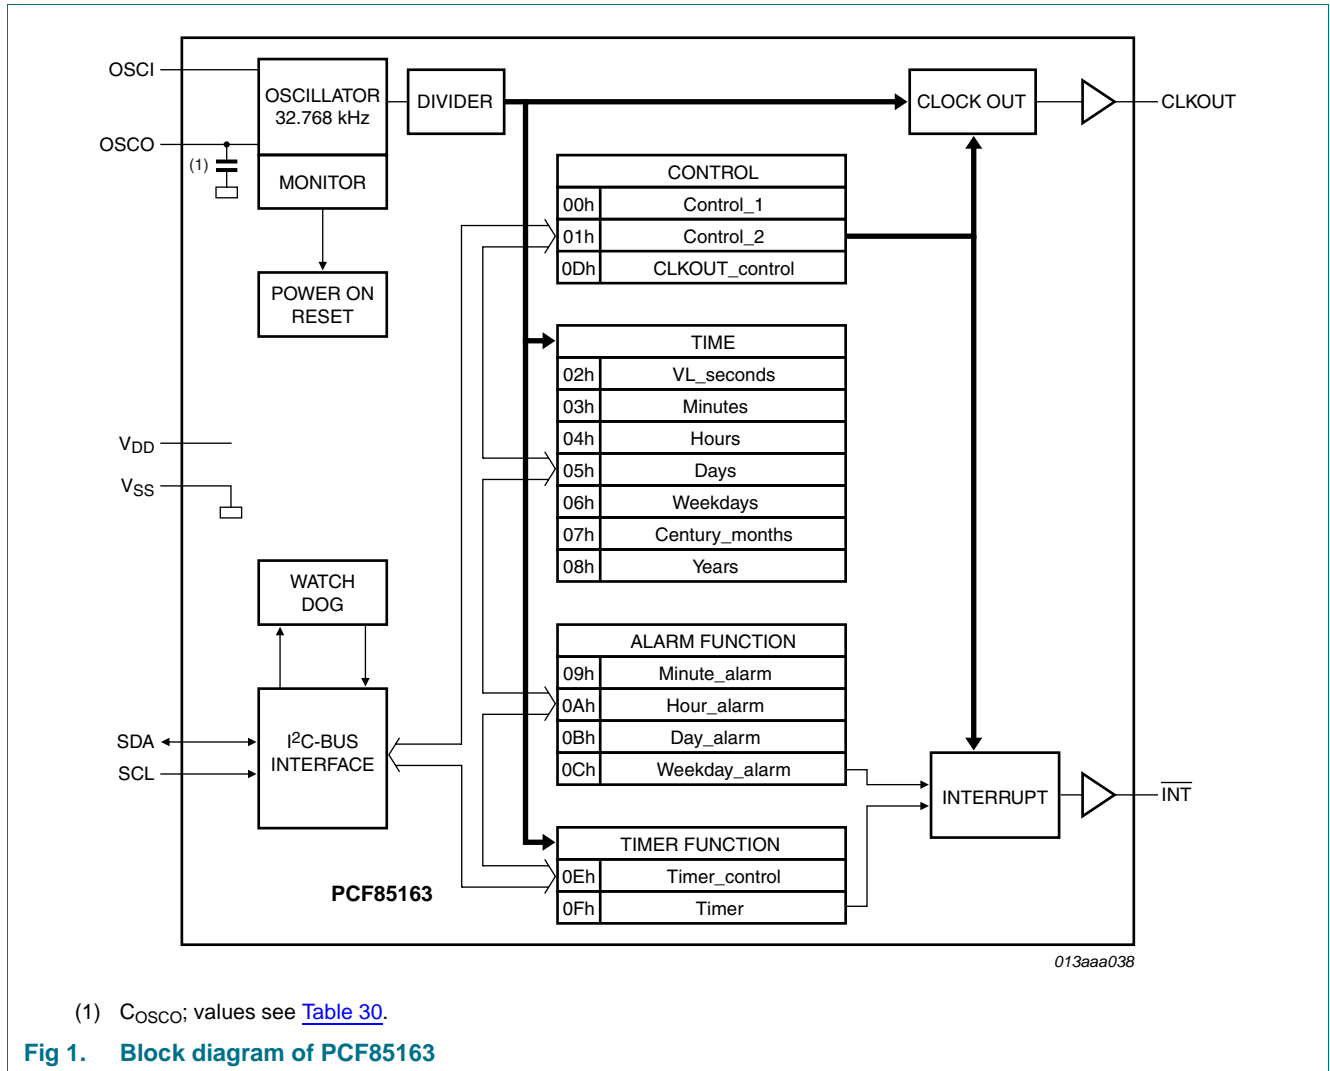 OSCI
OSCO
(1)
OSCILLATOR
32.768 kHz
MONITOR
DIVIDER
CLOCK OUT
CLKOUT
POWER ON
RESET
CONTROL
00h Control_1
01h Control_2
0Dh CLKOUT_control
TIME
02h VL_seconds
03h Minutes
04h Hours
05h Days
06h Weekdays
07h Century_months
08h Years
VDD
VSS
WATCH
DOG
ALARM FUNCTION
09h Minute_alarm
0Ah Hour_alarm
0Bh Day_alarm
0Ch Weekday_alarm
SDA
SCL
I²C-BUS
INTERFACE
INTERRUPT
INT
TIMER FUNCTION
0Eh Timer_control
0Fh Timer
PCF85163
013aaa038
(1) COSCO; values see Table 30.
Fig 1. Block diagram of PCF85163